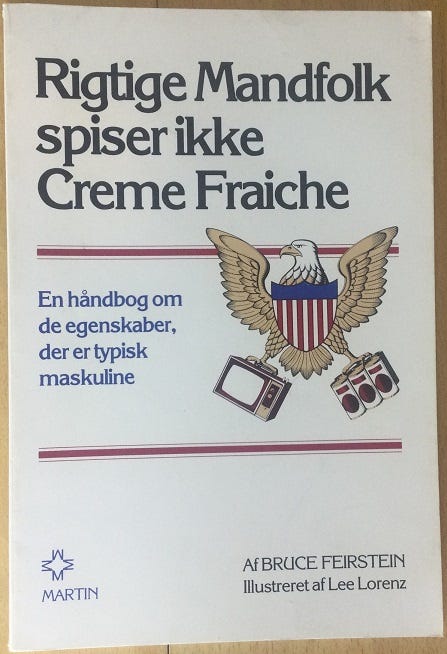 Rigtige Mandfolk
spiser ikke
Creme Fraiche
En håndbog om
de egenskaber,
der er typisk
maskuline
MARTIN
Af BRUCE FEIRSTEIN
Illustreret af Lee Lorenz